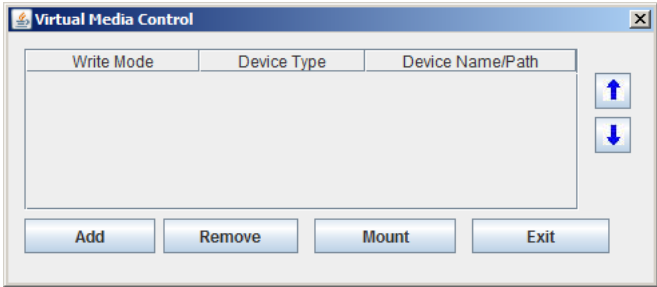 Virtual Media Control
Write Mode Device Type Device Name/Path
Add Remove Mount Exit